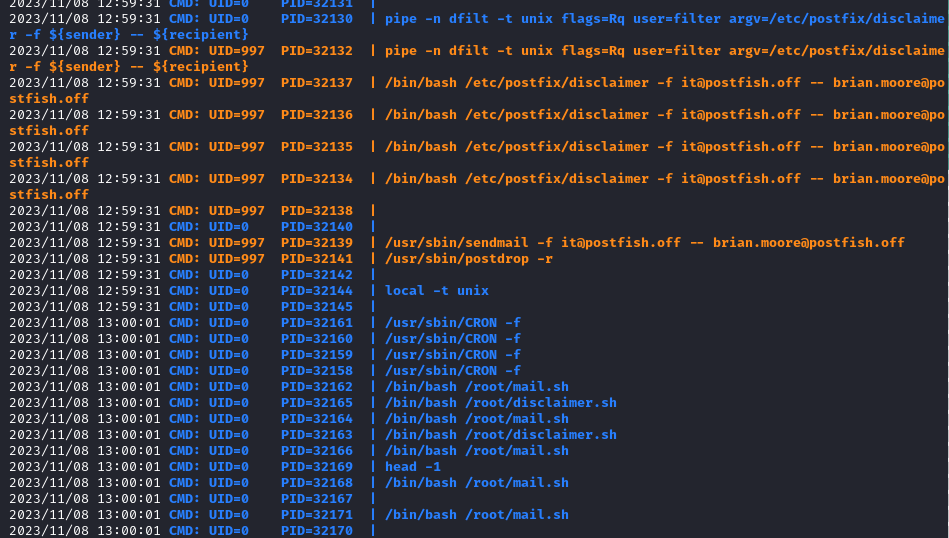 2023/11/08 12:59:31 CMD: UID=0    PID=32131  |
2023/11/08 12:59:31 CMD: UID=0    PID=32130  | pipe -n dfilt -t unix flags=Rq user=filter argv=/etc/postfix/disclaime
r -f ${sender} -- ${recipient}
2023/11/08 12:59:31 CMD: UID=997  PID=32132  | pipe -n dfilt -t unix flags=Rq user=filter argv=/etc/postfix/disclaime
r -f ${sender} -- ${recipient}
2023/11/08 12:59:31 CMD: UID=997  PID=32137  | /bin/bash /etc/postfix/disclaimer -f it@postfish.off -- brian.moore@po
stfish.off
2023/11/08 12:59:31 CMD: UID=997  PID=32136  | /bin/bash /etc/postfix/disclaimer -f it@postfish.off -- brian.moore@po
stfish.off
2023/11/08 12:59:31 CMD: UID=997  PID=32135  | /bin/bash /etc/postfix/disclaimer -f it@postfish.off -- brian.moore@po
stfish.off
2023/11/08 12:59:31 CMD: UID=997  PID=32134  | /bin/bash /etc/postfix/disclaimer -f it@postfish.off -- brian.moore@po
stfish.off
2023/11/08 12:59:31 CMD: UID=997  PID=32138  |
2023/11/08 12:59:31 CMD: UID=0    PID=32140  |
2023/11/08 12:59:31 CMD: UID=997  PID=32139  | /usr/sbin/sendmail -f it@postfish.off -- brian.moore@postfish.off
2023/11/08 12:59:31 CMD: UID=997  PID=32141  | /usr/sbin/postdrop -r
2023/11/08 12:59:31 CMD: UID=0    PID=32142  |
2023/11/08 12:59:31 CMD: UID=0    PID=32144  | local -t unix
2023/11/08 12:59:31 CMD: UID=0    PID=32145  |
2023/11/08 13:00:01 CMD: UID=0    PID=32161  | /usr/sbin/CRON -f
2023/11/08 13:00:01 CMD: UID=0    PID=32160  | /usr/sbin/CRON -f
2023/11/08 13:00:01 CMD: UID=0    PID=32159  | /usr/sbin/CRON -f
2023/11/08 13:00:01 CMD: UID=0    PID=32158  | /usr/sbin/CRON -f
2023/11/08 13:00:01 CMD: UID=0    PID=32162  | /bin/bash /root/mail.sh
2023/11/08 13:00:01 CMD: UID=0    PID=32165  | /bin/bash /root/disclaimer.sh
2023/11/08 13:00:01 CMD: UID=0    PID=32164  | /bin/bash /root/mail.sh
2023/11/08 13:00:01 CMD: UID=0    PID=32163  | /bin/bash /root/disclaimer.sh
2023/11/08 13:00:01 CMD: UID=0    PID=32166  | /bin/bash /root/mail.sh
2023/11/08 13:00:01 CMD: UID=0    PID=32169  | head -1
2023/11/08 13:00:01 CMD: UID=0    PID=32168  | /bin/bash /root/mail.sh
2023/11/08 13:00:01 CMD: UID=0    PID=32167  |
2023/11/08 13:00:01 CMD: UID=0    PID=32171  | /bin/bash /root/mail.sh
2023/11/08 13:00:01 CMD: UID=0    PID=32170  |